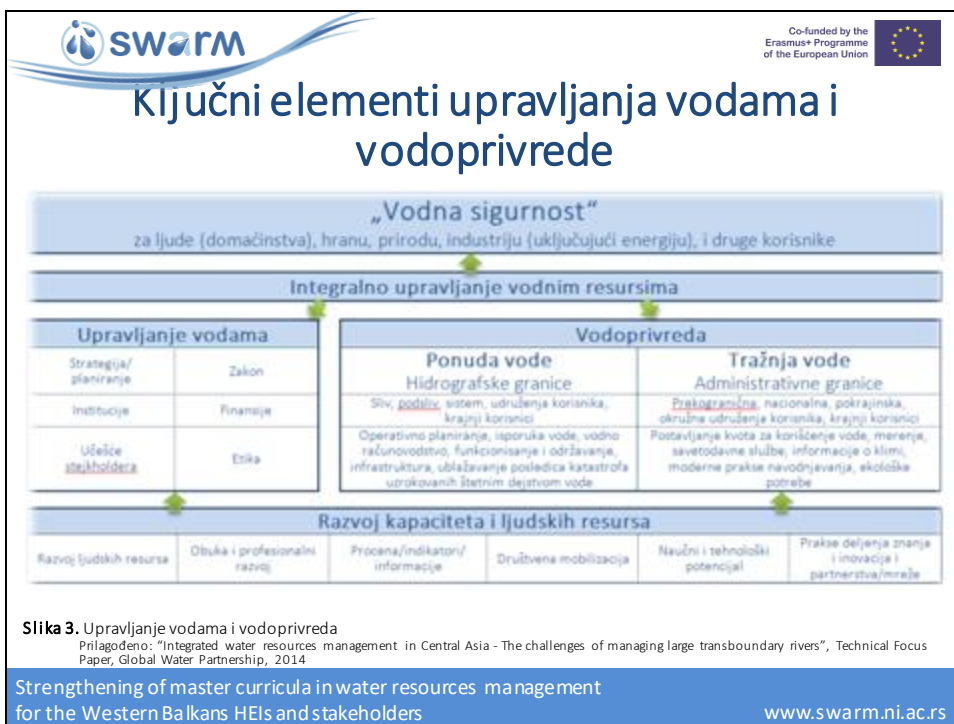 swarm
Co-funded by the
Erasmus+ Programme
of the European Union
Ključni elementi upravljanja vodama i
vodoprivrede
„Vodna sigurnost“
za ljude (domaćinstva), hranu, prirodu, industriju (uključujući energiju), i druge korisnike
Integralno upravljanje vodnim resursima
Upravljanje vodama
Strategija/
planiranje
Zakon
Institucije
Finansije
Učešće
stejkholdera
Etika
Vodoprivreda
Ponuda vode
Hidrografske granice
Sliv, podsliv, sistem, udruženja korisnika,
krajnji korisnici
Operativno planiranje, isporuka vode, vodno
računovodstvo, funkcionisanje i održavanje,
infrastruktura, ublažavanje posledica katastrofa
uprokovanih štetnim dejstvom vode
Tražnja vode
Administrativne granice
Prekogranična, nacionalna, pokrajinska,
okružna udruženja korisnika, krajnji korisnici
Postavljanje kvota za korišćenje vode, merenje,
savetodavne službe, informacije o klimi,
moderne prakse navodnjavanja, ekološke
potrebe
Razvoj kapaciteta i ljudskih resursa
Razvoj ljudskih resursa
Obuka i profesionalni
razvoj
Procena/indikatori/
informacije
Društvena mobilizacija
Naučni i tehnološki
potencijal
Prakse deljenja znanja
i inovacije i
partnerstva/mreže
Slika 3. Upravljanje vodama i vodoprivreda
Prilagođeno: “Integrated water resources management in Central Asia - The challenges of managing large transboundary rivers”, Technical Focus
Paper, Global Water Partnership, 2014
Strengthening of master curricula in water resources management
for the Western Balkans HEIs and stakeholders
www.swarm.ni.ac.rs